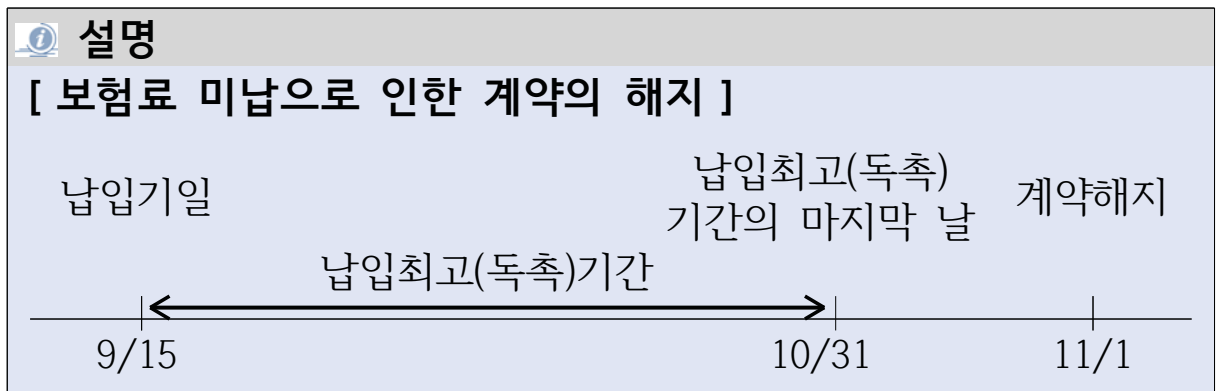 설명
[ 보험료 미납으로 인한 계약의 해지 ]
납입기일
납입최고(독촉)
기간의 마지막 날
계약해지
납입최고(독촉)기간
9/15
10/31
11/1